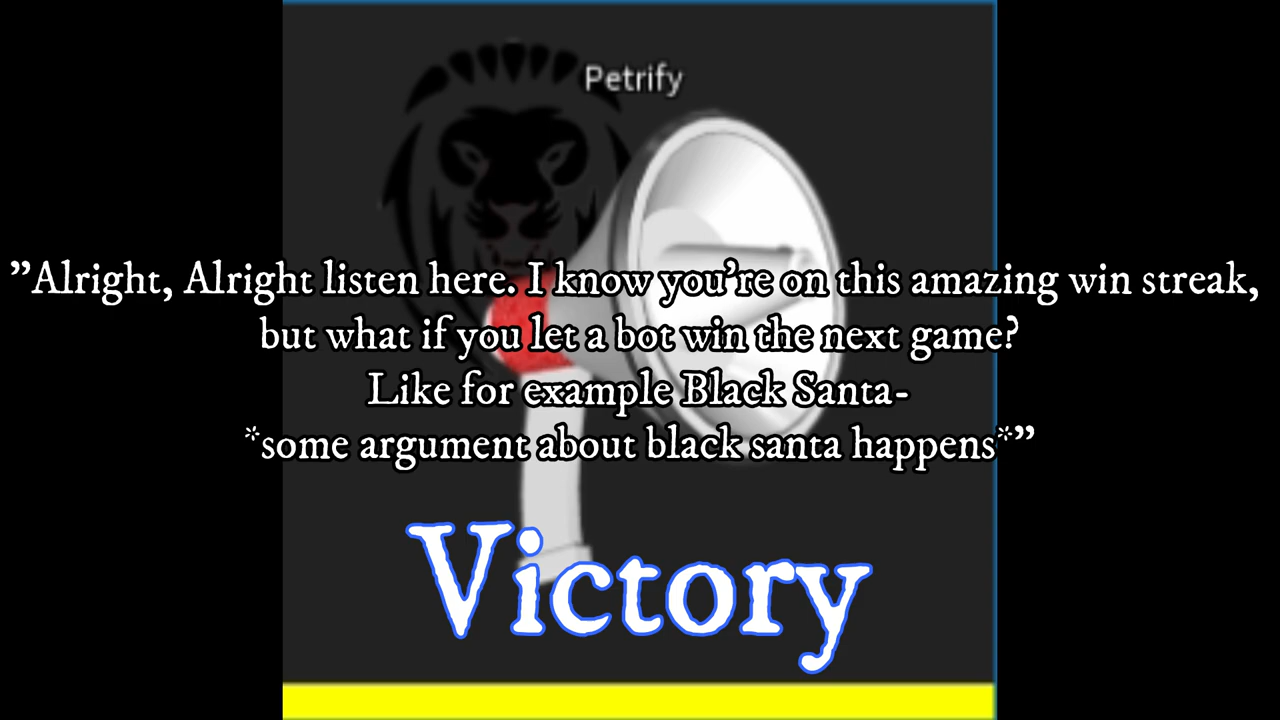 Petrify
"Alright, Alright listen here. I know you're on this amazing win streak,
but what if you let a bot win the next game?
Like for example Black Santa-
*some argument about black santa happens*"
Victory